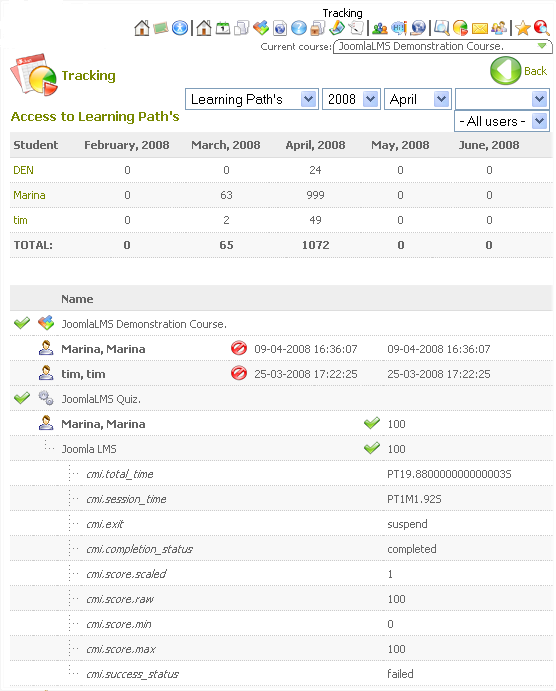 Tracking
Current course: JoomlaLMS Demonstration Course.
Tracking
Back
Learning Path's 2008 April
Access to Learning Path's
- All users -
Student February, 2008 March, 2008 April, 2008 May, 2008 June, 2008
DEN 0 0 24 0 0
Marina 0 63 999 0 0
tim 0 2 49 0 0
TOTAL: 0 65 1072 0 0
Name
JoomlaLMS Demonstration Course.
Marina, Marina 09-04-2008 16:36:07 09-04-2008 16:36:07
tim, tim 25-03-2008 17:22:25 25-03-2008 17:22:25
JoomlaLMS Quiz.
Marina, Marina 100
Joomla LMS 100
cmi.total_time PT19.880000000000003S
cmi.session_time PT1M1.92S
cmi.exit suspend
cmi.completion_status completed
cmi.score.scaled 1
cmi.score.raw 100
cmi.score.min 0
cmi.score.max 100
cmi.success_status failed